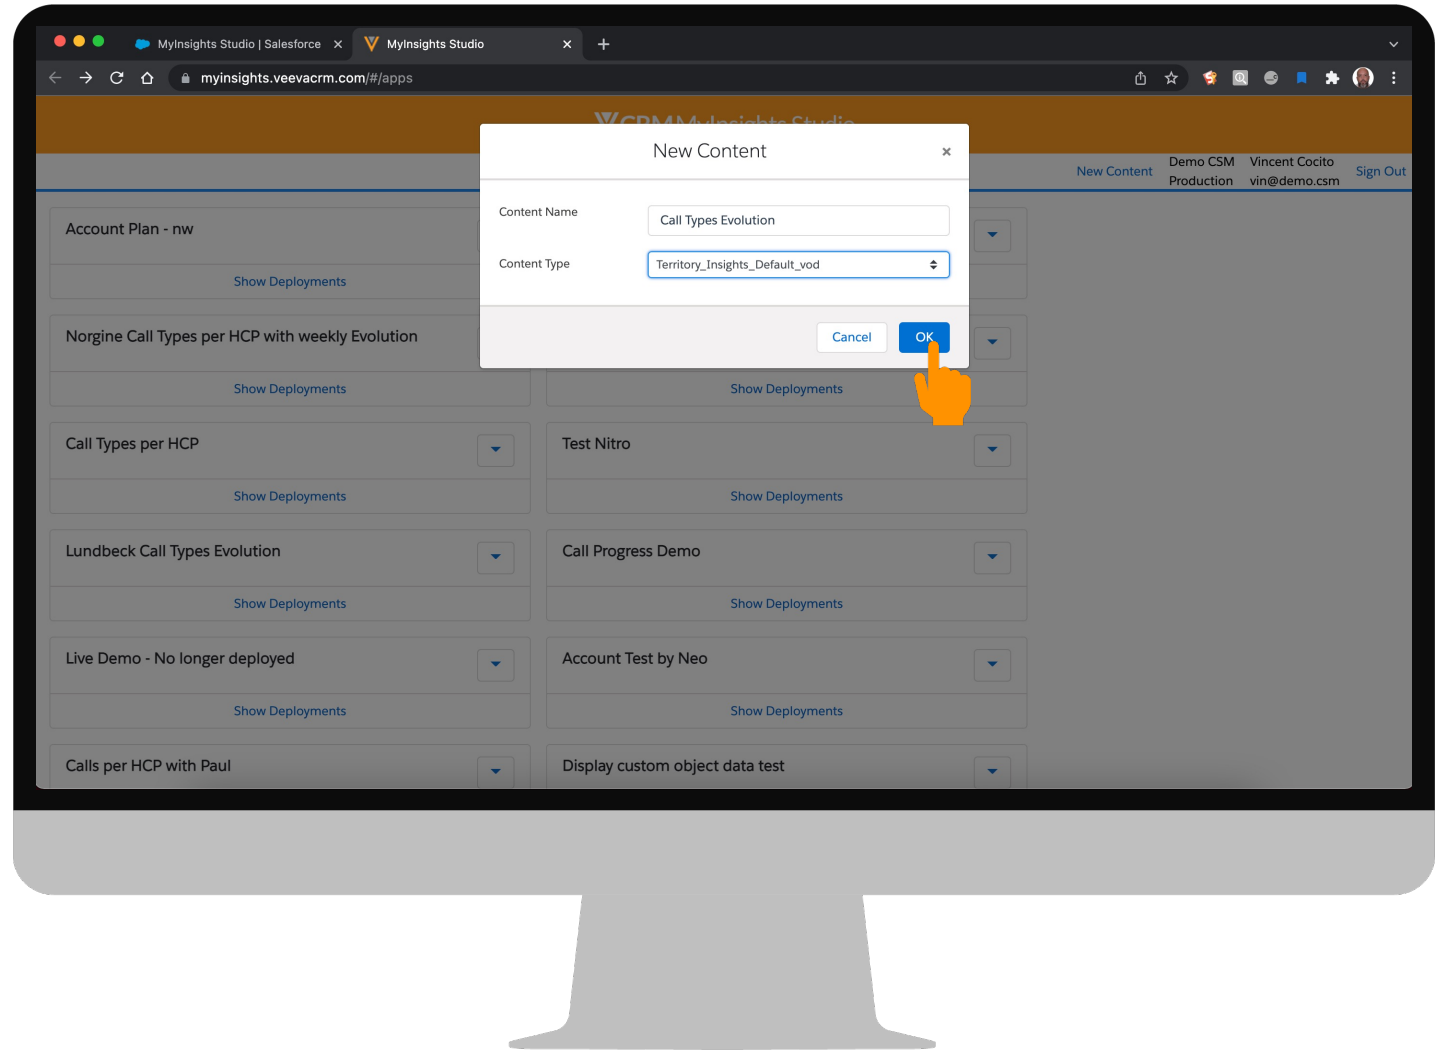 MyInsights Studio | Salesforce
MyInsights Studio
myinsights.veevacrm.com/#/apps
CRM MyInsights Studio
New Content
Demo CSM
Production
Vincent Cocito
vin@demo.csm
Sign Out
New Content
Content Name
Call Types Evolution
Content Type
Territory_Insights_Default_vod
Cancel
OK
Account Plan - nw
Show Deployments
Norgine Call Types per HCP with weekly Evolution
Show Deployments
Show Deployments
Call Types per HCP
Test Nitro
Show Deployments
Show Deployments
Lundbeck Call Types Evolution
Call Progress Demo
Show Deployments
Show Deployments
Live Demo - No longer deployed
Account Test by Neo
Show Deployments
Show Deployments
Calls per HCP with Paul
Display custom object data test